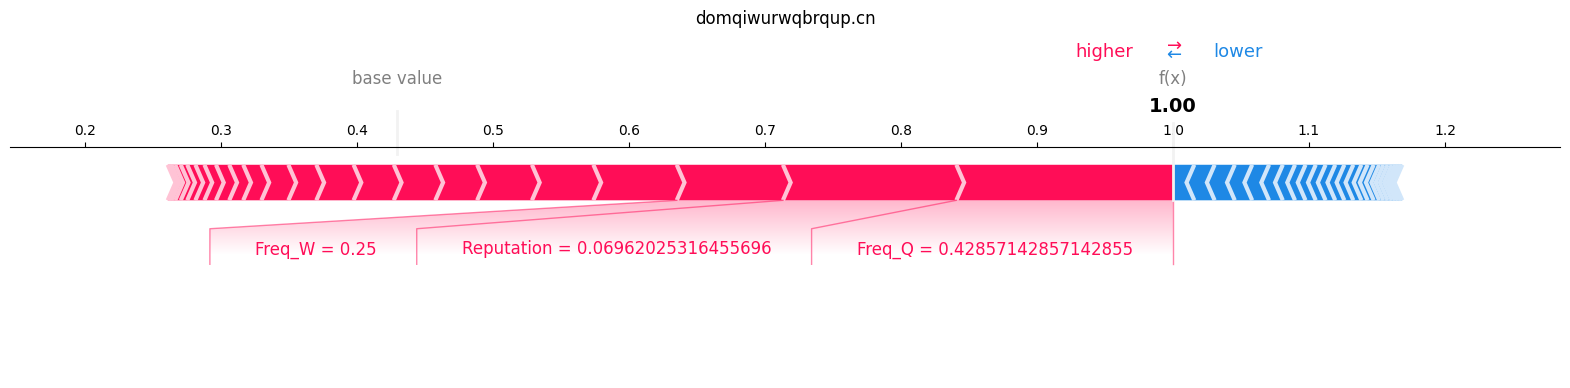 domqiwurwqbrqup.cn
higher → ← lower
base value f(x)
1.00
0.2 0.3 0.4 0.5 0.6 0.7 0.8 0.9 1.0 1.1 1.2
Freq_W = 0.25 Reputation = 0.06962025316455696 Freq_Q = 0.42857142857142855